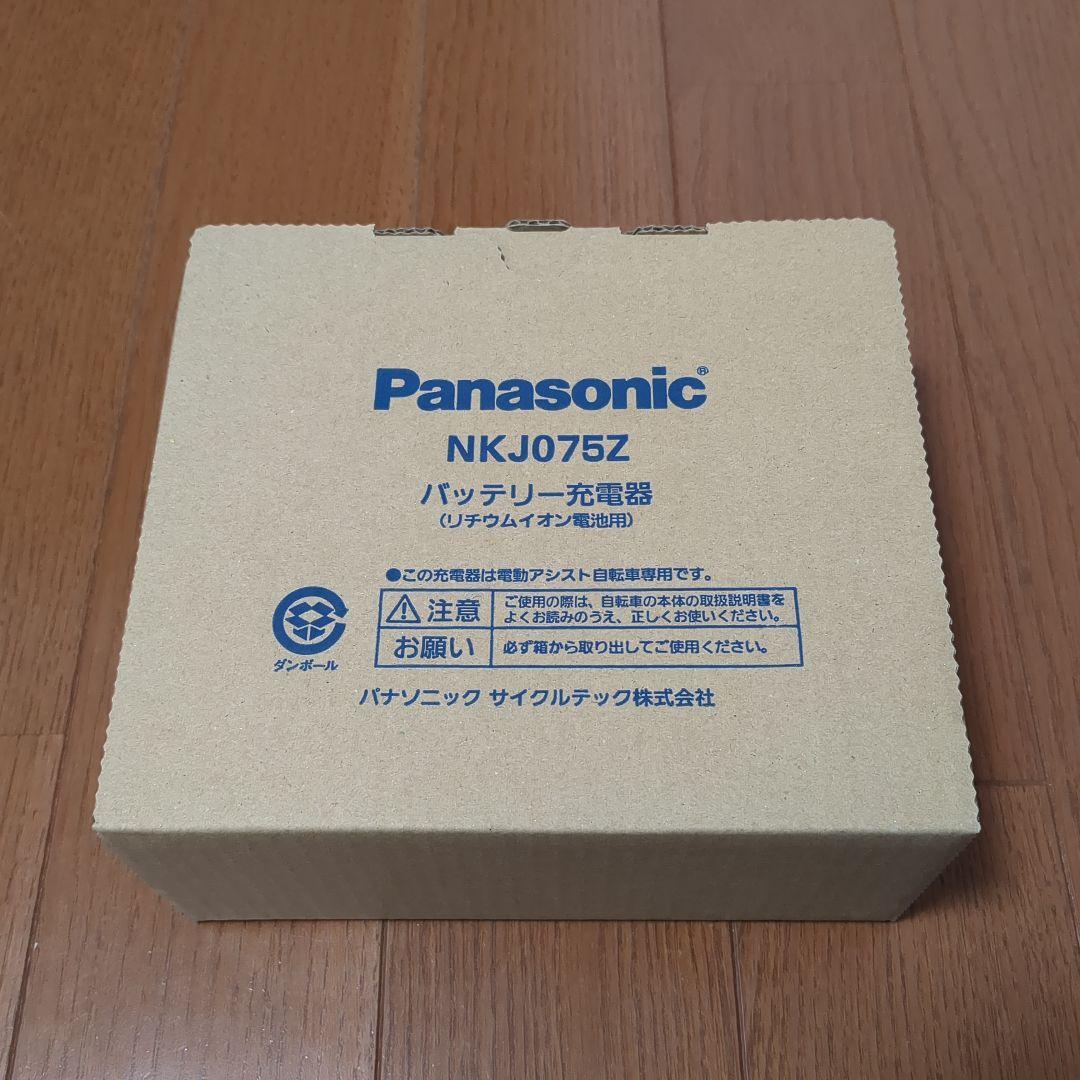 Panasonic®
NKJ075Z
バッテリー充電器
(リチウムイオン電池用)
●この充電器は電動アシスト自転車専用です。
⚠注意 ご使用の際は、自転車の本体の取扱説明書を
よくお読みのうえ、正しくお使いください。
お願い 必ず箱から取り出してご使用ください。
ダンボール
パナソニック サイクルテック株式会社